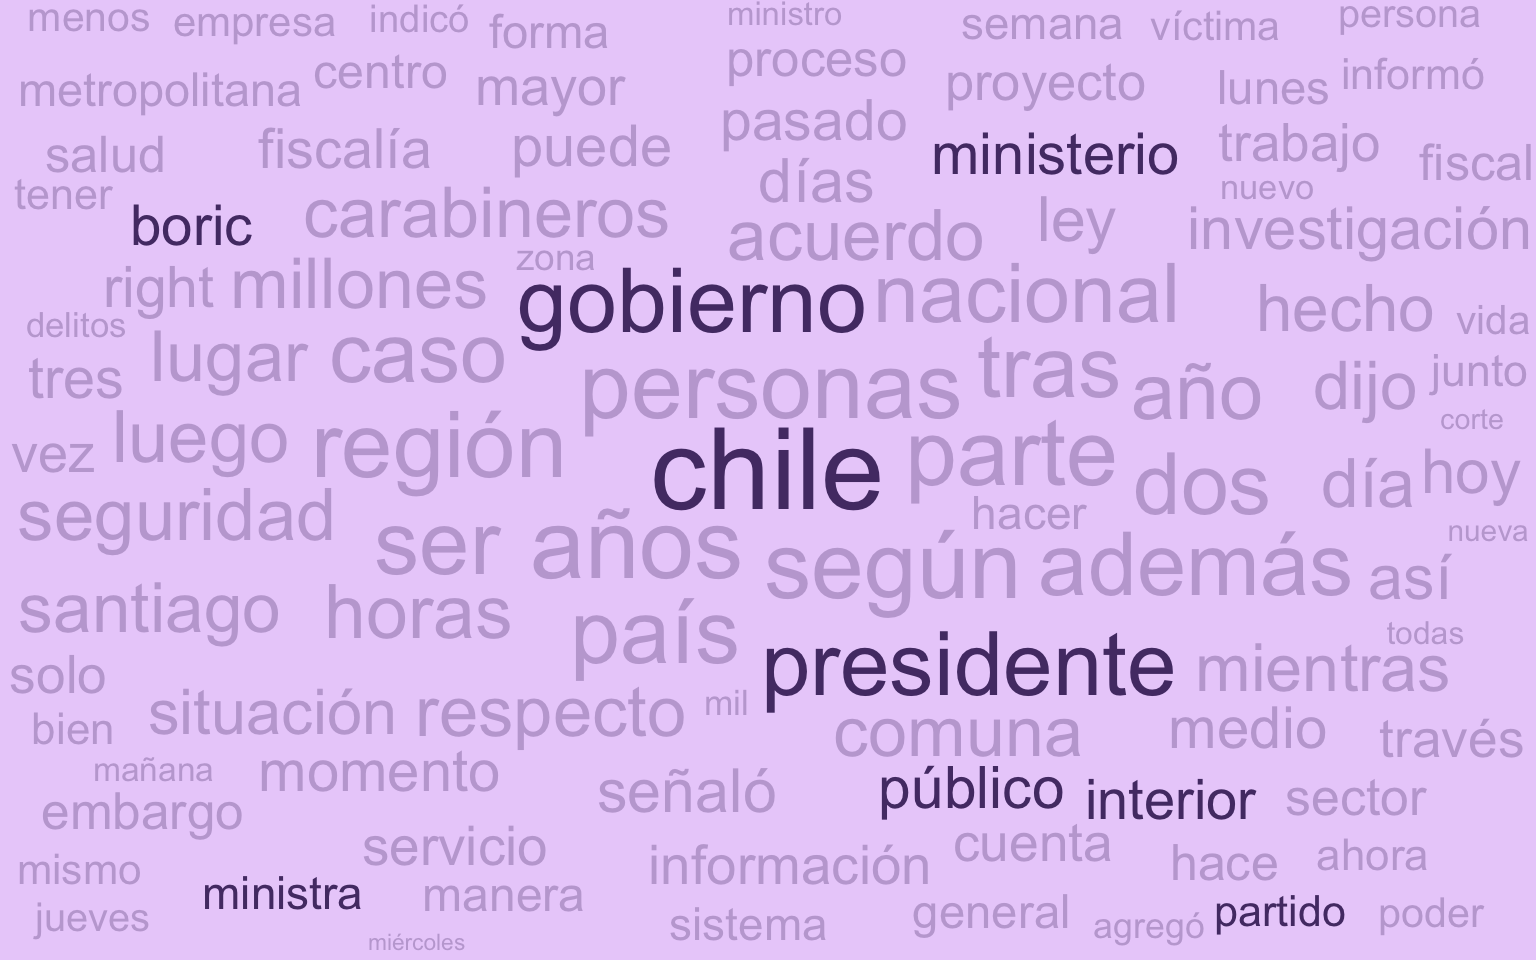 menos empresa indicó forma ministro semana víctima persona
metropolitana centro mayor proceso proyecto lunes informó
salud fiscalía puede pasado ministerio trabajo fiscal
tener boric carabineros días acuerdo ley nuevo investigación
right millones zona gobierno nacional hecho vida
delitos tres lugar caso personas tras año dijo junto
vez luego región chile parte dos día hoy corte
seguridad ser años hacer según además así nueva
santiago horas país presidente mientras todas
solo situación respecto mil comuna medio través
bien mañana momento señaló público interior sector
embargo servicio información cuenta hace ahora
mismo ministra manera sistema general agregó partido poder
jueves miércoles